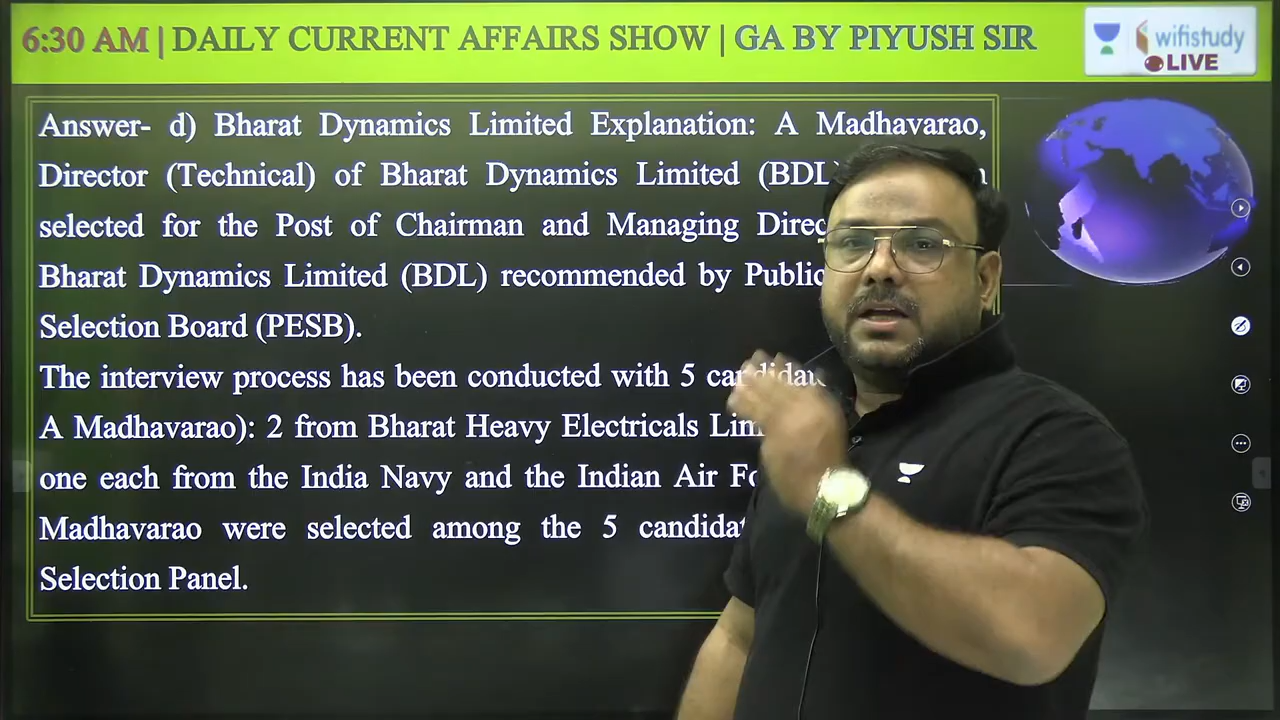 6:30 AM | DAILY CURRENT AFFAIRS SHOW | GA BY PIYUSH SIR
wifistudy
LIVE
Answer- d) Bharat Dynamics Limited Explanation: A Madhavarao,
Director (Technical) of Bharat Dynamics Limited (BDL)
selected for the Post of Chairman and Managing
Bharat Dynamics Limited (BDL) recommended by Public
Selection Board (PESB).
The interview process has been conducted with 5
A Madhavarao): 2 from Bharat Heavy Electricals
one each from the India Navy and the Indian Air
Madhavarao were selected among the 5
Selection Panel.